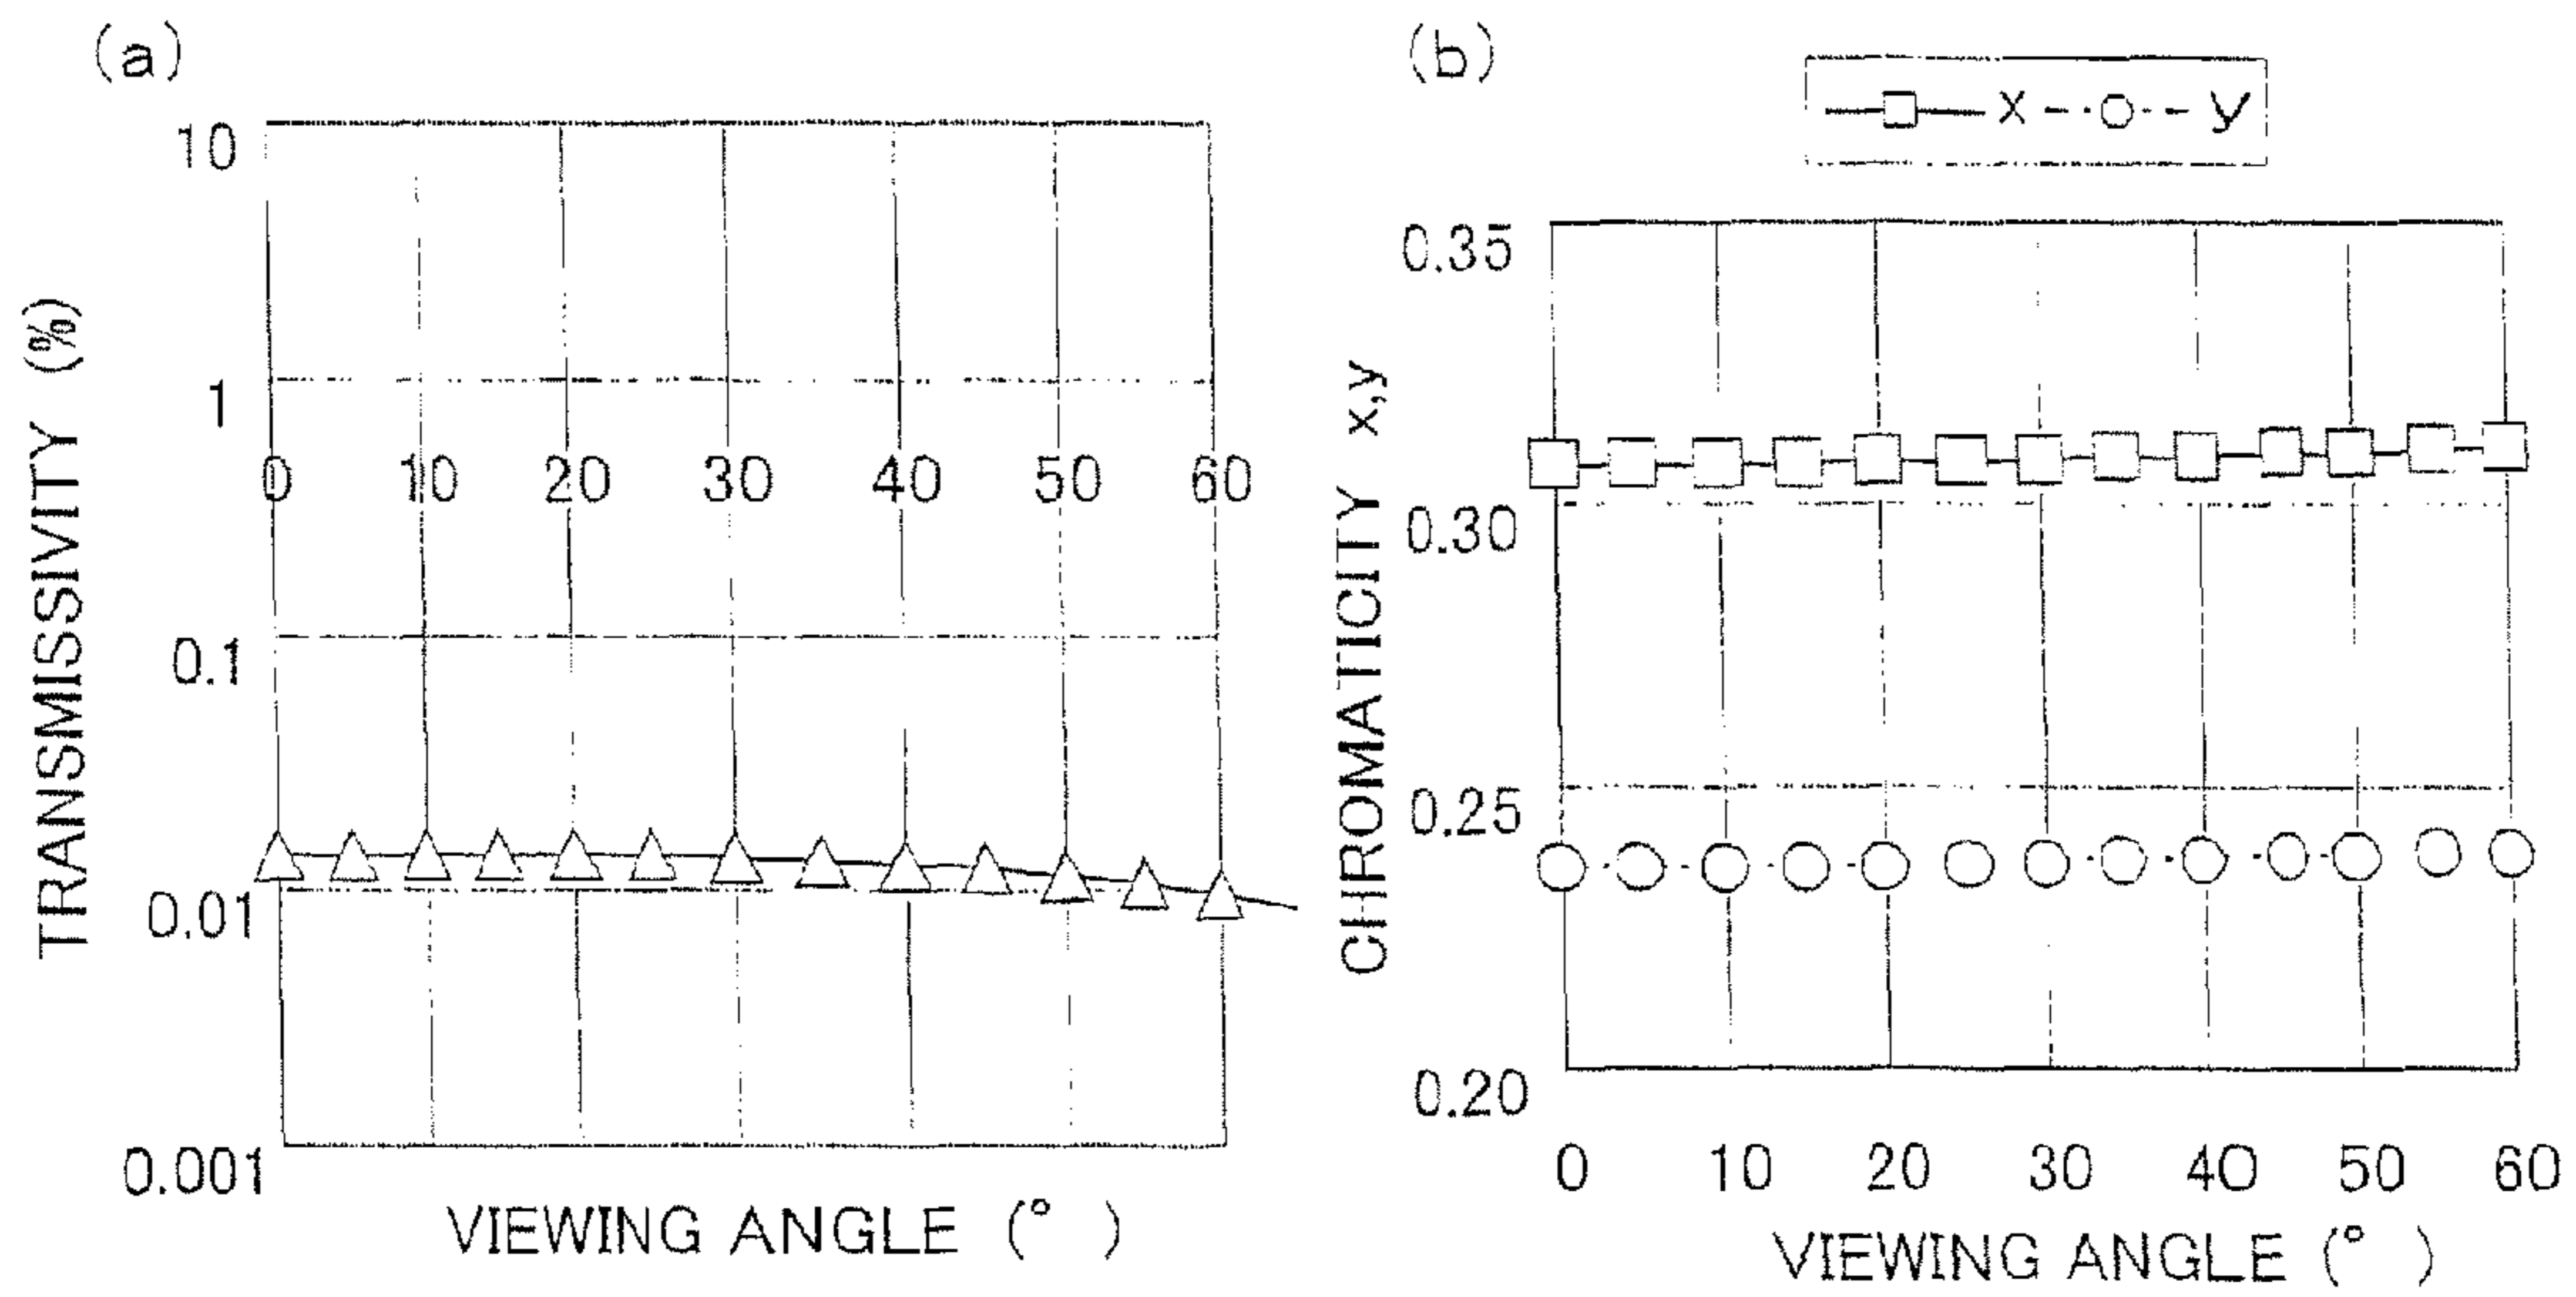 (a)
10
1
0 10 20 30 40 50 60
0.1
0.01
0.001
TRANSMISSIVITY (%)
VIEWING ANGLE (° )
(b)
x y
0.35
0.30
0.25
0.20
CHROMATICITY x,y
0 10 20 30 40 50 60
VIEWING ANGLE (° )